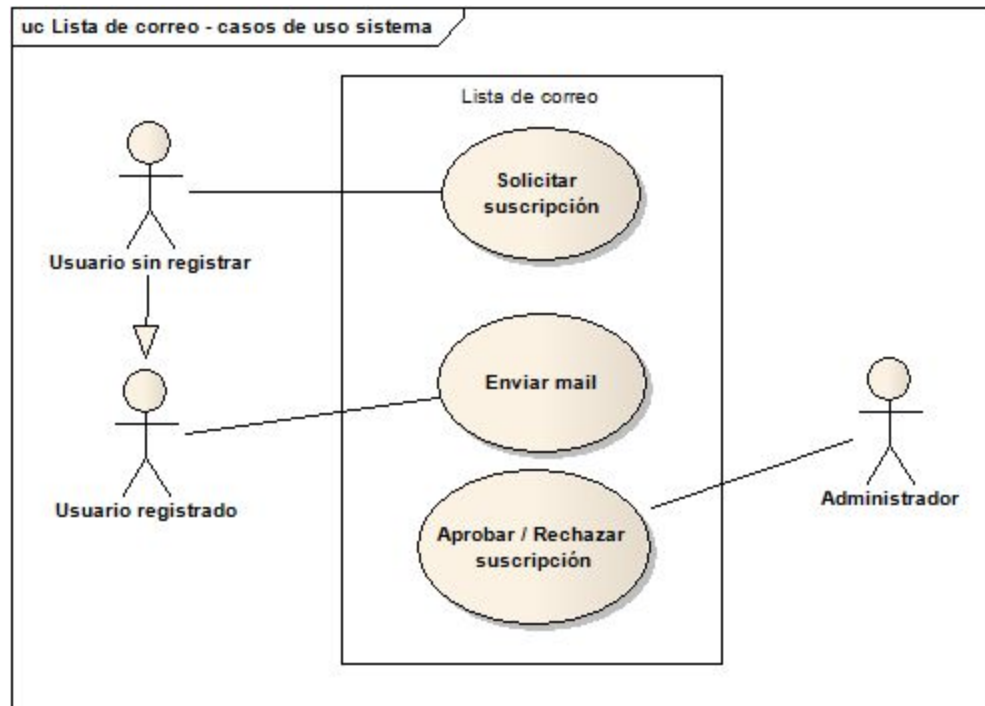 uc Lista de correo - casos de uso sistema
Lista de correo
Solicitar
suscripción
Usuario sin registrar
Enviar mail
Usuario registrado
Aprobar / Rechazar
suscripción
Administrador